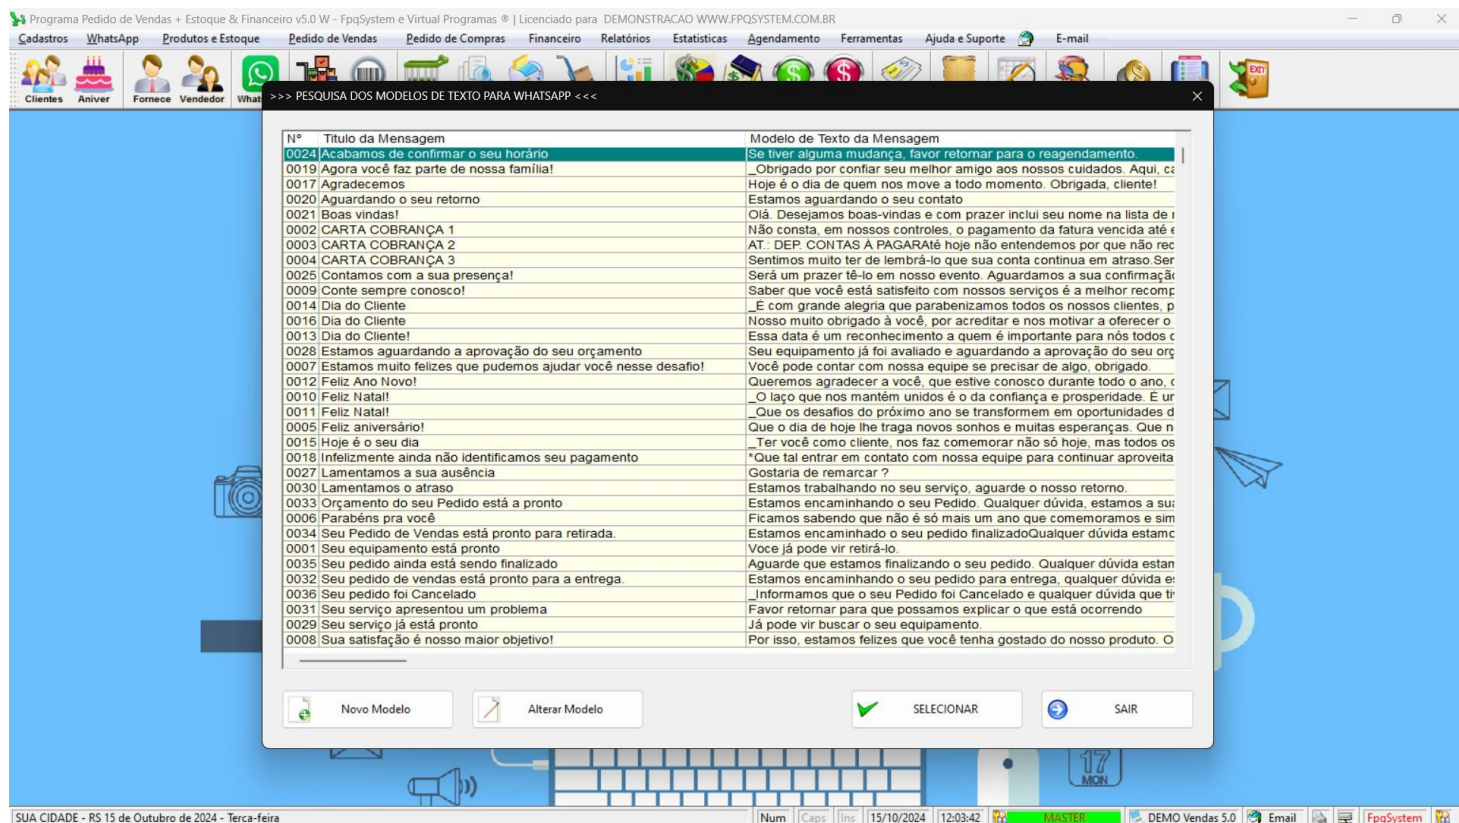 Programa Pedido de Vendas + Estoque & Financeiro v5.0 W - FpqSystem e Virtual Programas ® | Licenciado para DEMONSTRACAO WWW.FPQSYSTEM.COM.BR
Cadastros WhatsApp Produtos e Estoque Pedido de Vendas Pedido de Compras Financeiro Relatórios Estatisticas Agendamento Ferramentas Ajuda e Suporte E-mail
Clientes Aniver Fornece Vendedor What
EXIT
>>> PESQUISA DOS MODELOS DE TEXTO PARA WHATSAPP <<<
N° Titulo da Mensagem Modelo de Texto da Mensagem
0024 Acabamos de confirmar o seu horário Se tiver alguma mudança, favor retornar para o reagendamento.
0019 Agora você faz parte de nossa família! _Obrigado por confiar seu melhor amigo aos nossos cuidados. Aqui, ca
0017 Agradecemos Hoje é o dia de quem nos move a todo momento. Obrigada, cliente!
0020 Aguardando o seu retorno Estamos aguardando o seu contato
0021 Boas vindas! Olá. Desejamos boas-vindas e com prazer inclui seu nome na lista de
0002 CARTA COBRANÇA 1 Não consta, em nossos controles, o pagamento da fatura vencida até e
0003 CARTA COBRANÇA 2 AT.: DEP. CONTAS À PAGARAté hoje não entendemos por que não rec
0004 CARTA COBRANÇA 3 Sentimos muito ter de lembrá-lo que sua conta continua em atraso.Ser
0025 Contamos com a sua presença! Será um prazer tê-lo em nosso evento. Aguardamos a sua confirmaçã
0009 Conte sempre conosco! Saber que você está satisfeito com nossos serviços é a melhor recomp
0014 Dia do Cliente _É com grande alegria que parabenizamos todos os nossos clientes, p
0016 Dia do Cliente Nosso muito obrigado à você, por acreditar e nos motivar a oferecer o
0013 Dia do Cliente! Essa data é um reconhecimento a quem é importante para nós todos
0028 Estamos aguardando a aprovação do seu orçamento Seu equipamento já foi avaliado e aguardando a aprovação do seu orç
0007 Estamos muito felizes que pudemos ajudar você nesse desafio! Você pode contar com nossa equipe se precisar de algo, obrigado.
0012 Feliz Ano Novo! Queremos agradecer a você, que estive conosco durante todo o ano,
0010 Feliz Natal! _O laço que nos mantém unidos é o da confiança e prosperidade. É ur
0011 Feliz Natal! _Que os desafios do próximo ano se transformem em oportunidades d
0005 Feliz aniversário! Que o dia de hoje lhe traga novos sonhos e muitas esperanças. Que n
0015 Hoje é o seu dia _Ter você como cliente, nos faz comemorar não só hoje, mas todos os
0018 Infelizmente ainda não identificamos seu pagamento *Que tal entrar em contato com nossa equipe para continuar aproveita
0027 Lamentamos a sua ausência Gostaria de remarcar ?
0030 Lamentamos o atraso Estamos trabalhando no seu serviço, aguarde o nosso retorno.
0033 Orçamento do seu Pedido está a pronto Estamos encaminhando o seu Pedido. Qualquer dúvida, estamos a sua
0006 Parabéns pra você Ficamos sabendo que não é só mais um ano que comemoramos e sim
0034 Seu Pedido de Vendas está pronto para retirada. Estamos encaminhado o seu pedido finalizadoQualquer dúvida estamo
0001 Seu equipamento está pronto Voce já pode vir retirá-lo.
0035 Seu pedido ainda está sendo finalizado Aguarde que estamos finalizando o seu pedido. Qualquer dúvida estam
0032 Seu pedido de vendas está pronto para a entrega. Estamos encaminhando o seu pedido para entrega, qualquer dúvida e
0036 Seu pedido foi Cancelado _Informamos que o seu Pedido foi Cancelado e qualquer dúvida que ti
0031 Seu serviço apresentou um problema Favor retornar para que possamos explicar o que está ocorrendo
0029 Seu serviço já está pronto Já pode vir buscar o seu equipamento.
0008 Sua satisfação é nosso maior objetivo! Por isso, estamos felizes que você tenha gostado do nosso produto. O
Novo Modelo Alterar Modelo SELECIONAR SAIR
17
MON
SUA CIDADE - RS 15 de Outubro de 2024 - Terca-feira Num Caps Ins 15/10/2024 12:03:42 MASTER DEMO Vendas 5.0 Email FpqSystem